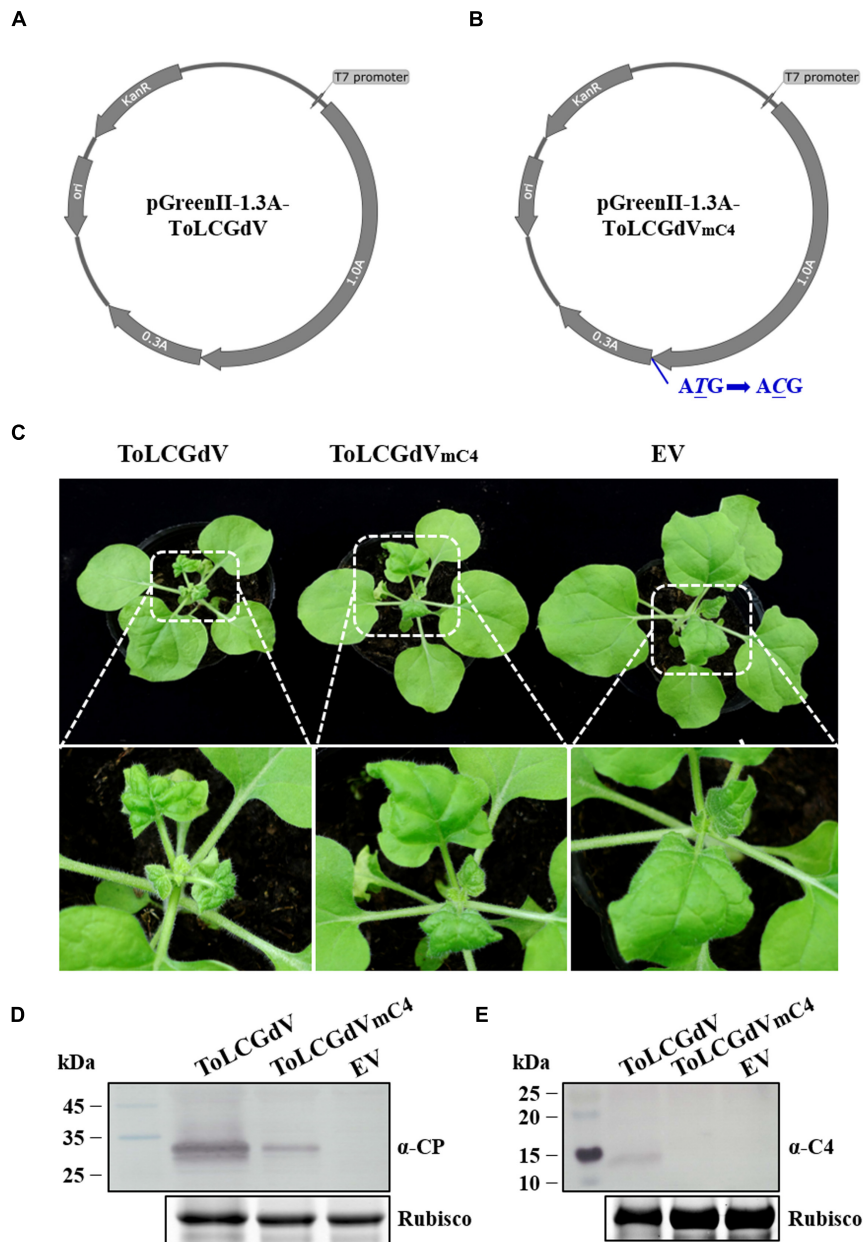 A
B
T7 promoter
KanR
ori
pGreenII-1.3A-
ToLCGdV
1.0A
0.3A
T7 promoter
KanR
ori
pGreenII-1.3A-
ToLCGdVmC4
1.0A
0.3A
ATG ➡ ACG
C
ToLCGdV
ToLCGdVmC4
EV
D
kDa
ToLCGdV
ToLCGdVmC4
EV
45
35
25
α-CP
Rubisco
E
kDa
ToLCGdV
ToLCGdVmC4
EV
25
20
15
10
α-C4
Rubisco